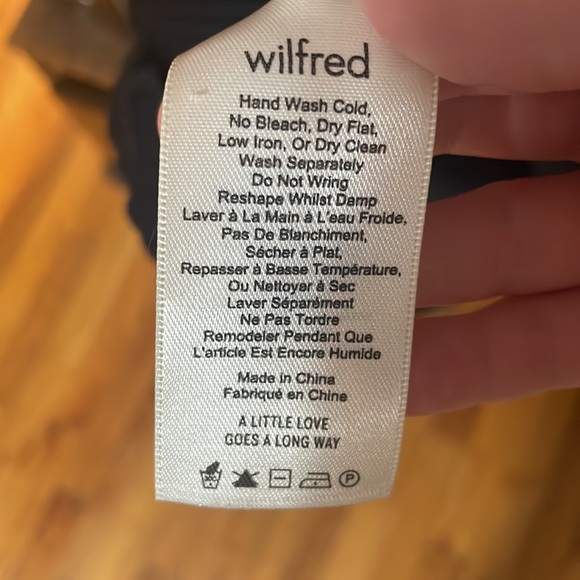 wilfred
Hand Wash Cold,
No Bleach, Dry Flat,
Low Iron, Or Dry Clean
Wash Separately
Do Not Wring
Reshape Whilst Damp
Laver à La Main à L'eau Froide,
Pas De Blanchiment,
Sécher à Plat,
Repasser à Basse Température,
Ou Nettoyer à Sec
Laver Séparément
Ne Pas Tordre
Remodeler Pendant Que
L'article Est Encore Humide
Made in China
Fabriqué en Chine
A LITTLE LOVE
GOES A LONG WAY
P